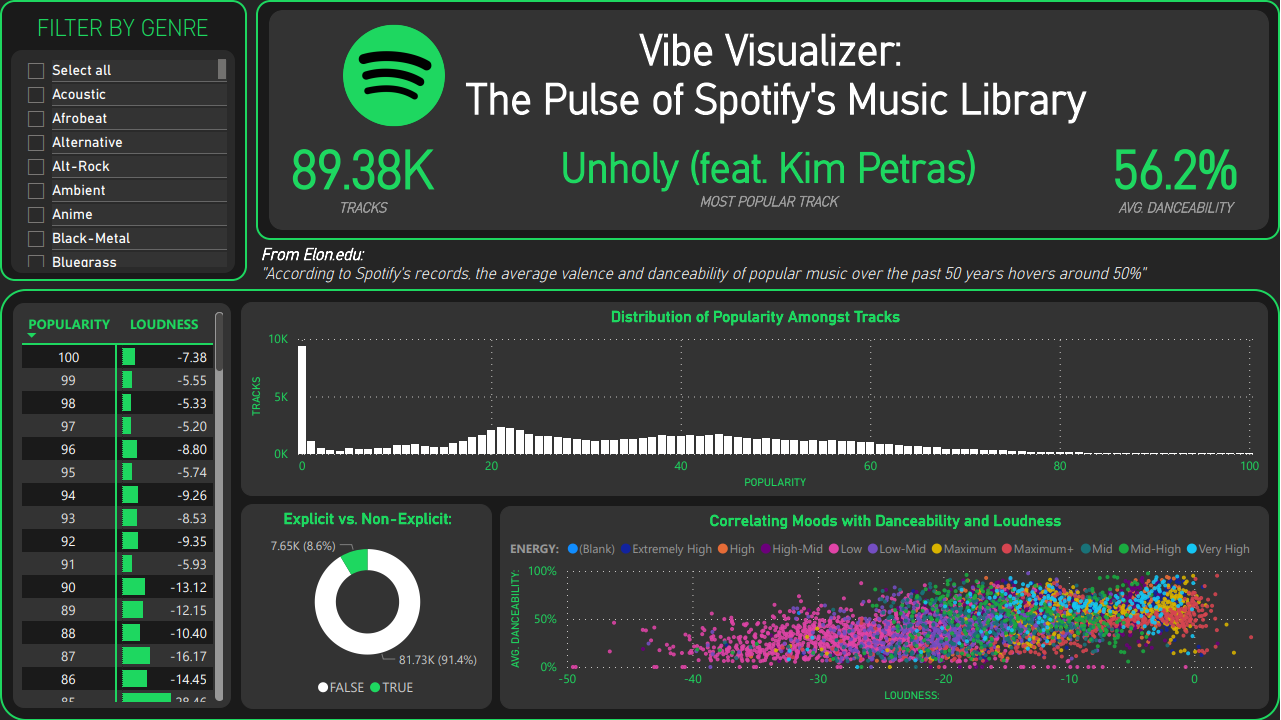 FILTER BY GENRE
Select all
Acoustic
Afrobeat
Alternative
Alt-Rock
Ambient
Anime
Black-Metal
Bluegrass
Vibe Visualizer:
The Pulse of Spotify's Music Library
89.38K
TRACKS
Unholy (feat. Kim Petras)
MOST POPULAR TRACK
56.2%
AVG. DANCEABILITY
From Elon.edu:
"According to Spotify's records, the average valence and danceability of popular music over the past 50 years hovers around 50%"
POPULARITY LOUDNESS
100 -7.38
99 -5.55
98 -5.33
97 -5.20
96 -8.80
95 -5.74
94 -9.26
93 -8.53
92 -9.35
91 -5.93
90 -13.12
89 -12.15
88 -10.40
87 -16.17
86 -14.45
Distribution of Popularity Amongst Tracks
TRACKS
10K
5K
0K
0 20 40 60 80 100
POPULARITY
Explicit vs. Non-Explicit:
7.65K (8.6%)
81.73K (91.4%)
FALSE TRUE
Correlating Moods with Danceability and Loudness
ENERGY: (Blank) Extremely High High High-Mid Low Low-Mid Maximum Maximum+ Mid Mid-High Very High
AVG. DANCEABILITY:
100%
50%
0%
-50 -40 -30 -20 -10 0
LOUDNESS: